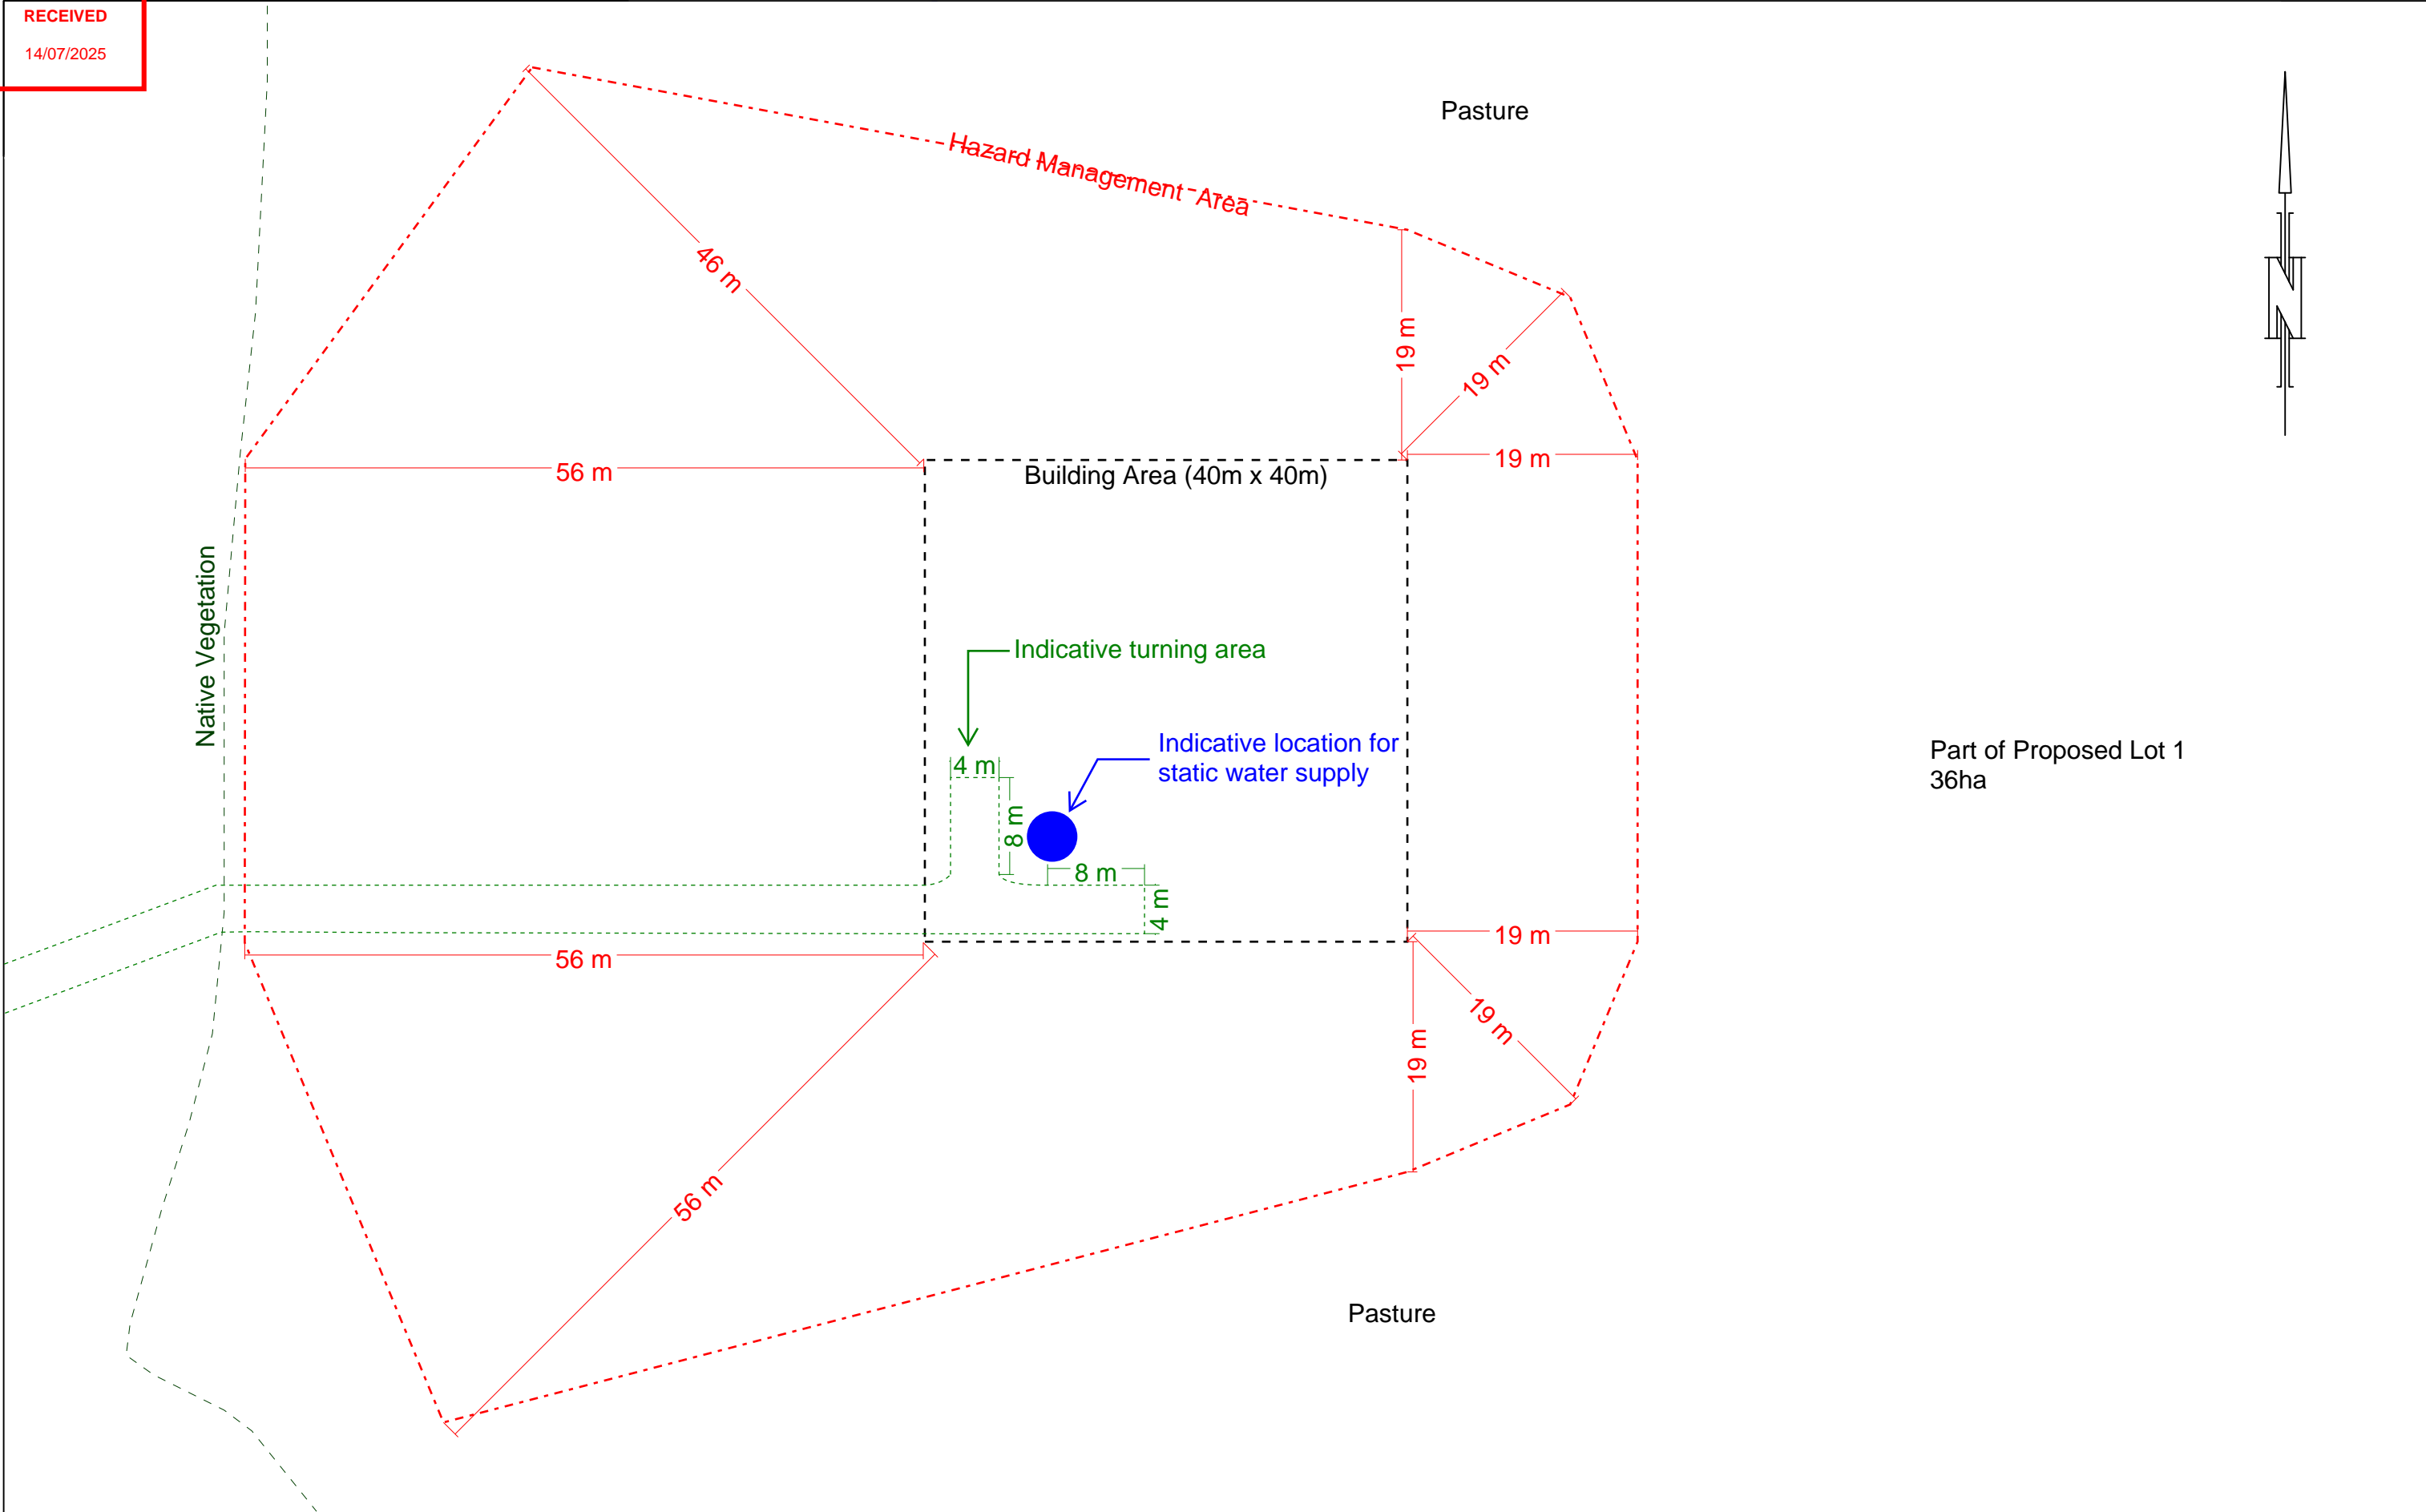 RECEIVED
14/07/2025
Pasture
Hazard Management Area
46 m
19 m
19 m
N
56 m
19 m
Building Area (40m x 40m)
Native Vegetation
Indicative turning area
Indicative location for
static water supply
4 m
8 m
8 m
4 m
Part of Proposed Lot 1
36ha
56 m
19 m
19 m
19 m
56 m
Pasture